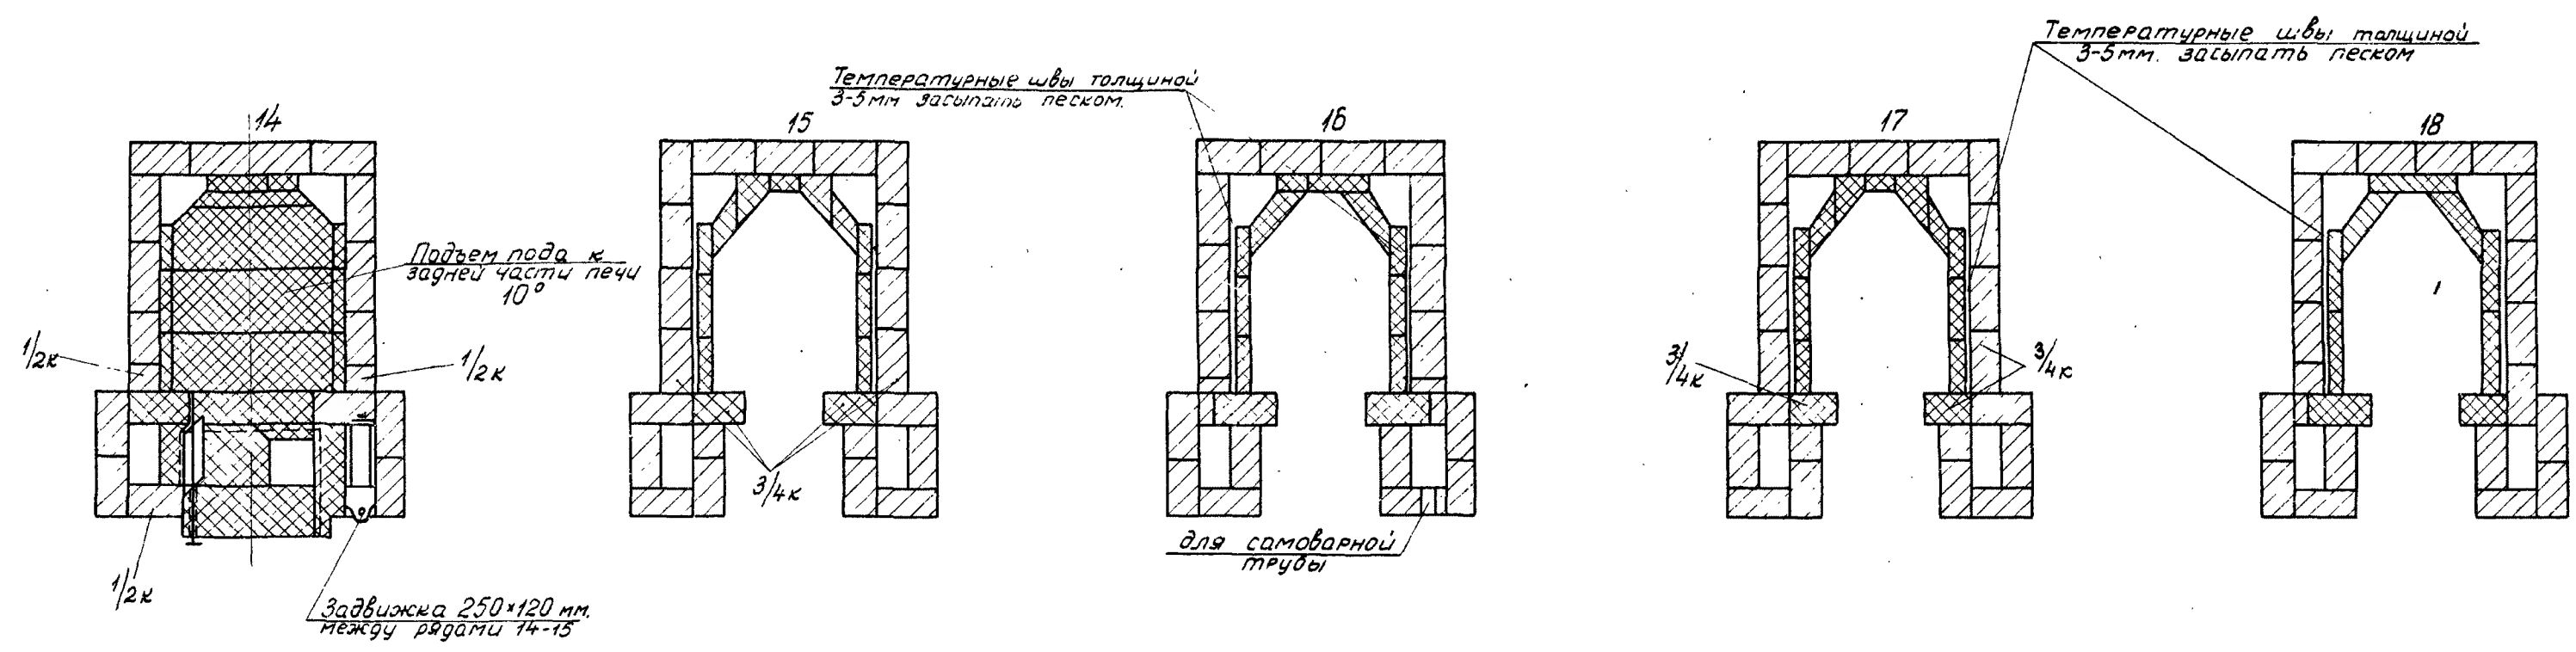 14
Подъем пода к
задней части печи
10°
1/2к
1/2к
1/2к
Задвижка 250×120 мм.
между рядами 14-15
15
Температурные швы толщиной
3-5мм засыпать песком.
3/4к
16
для самоварной
трубы
17
3/4к
3/4к
Температурные швы толщиной
3-5мм. засыпать песком
18